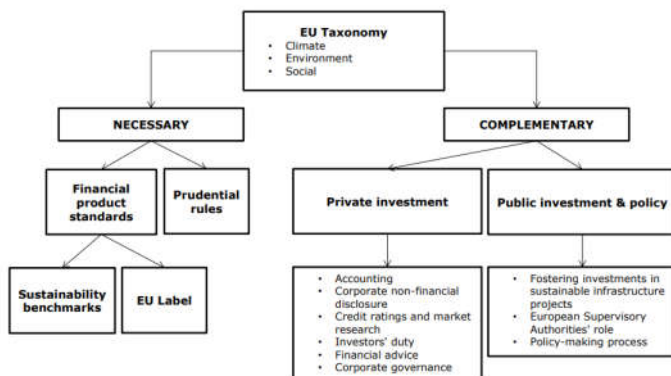 EU Taxonomy
• Climate
• Environment
• Social
NECESSARY
COMPLEMENTARY
Financial
product
standards
Prudential
rules
Private investment
Public investment & policy
Sustainability
benchmarks
EU Label
• Accounting
• Corporate non-financial
disclosure
• Credit ratings and market
research
• Investors' duty
• Financial advice
• Corporate governance
• Fostering investments in
sustainable infrastructure
projects
• European Supervisory
Authorities' role
• Policy-making process